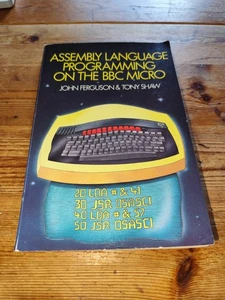 ASSEMBLY LANGUAGE
PROGRAMMING
ON THE BBC MICRO
JOHN FERGUSON & TONY SHAW
20 LDA #&41
30 JSR OSASCI
40 LDA #&57
50 JSR OSASCI